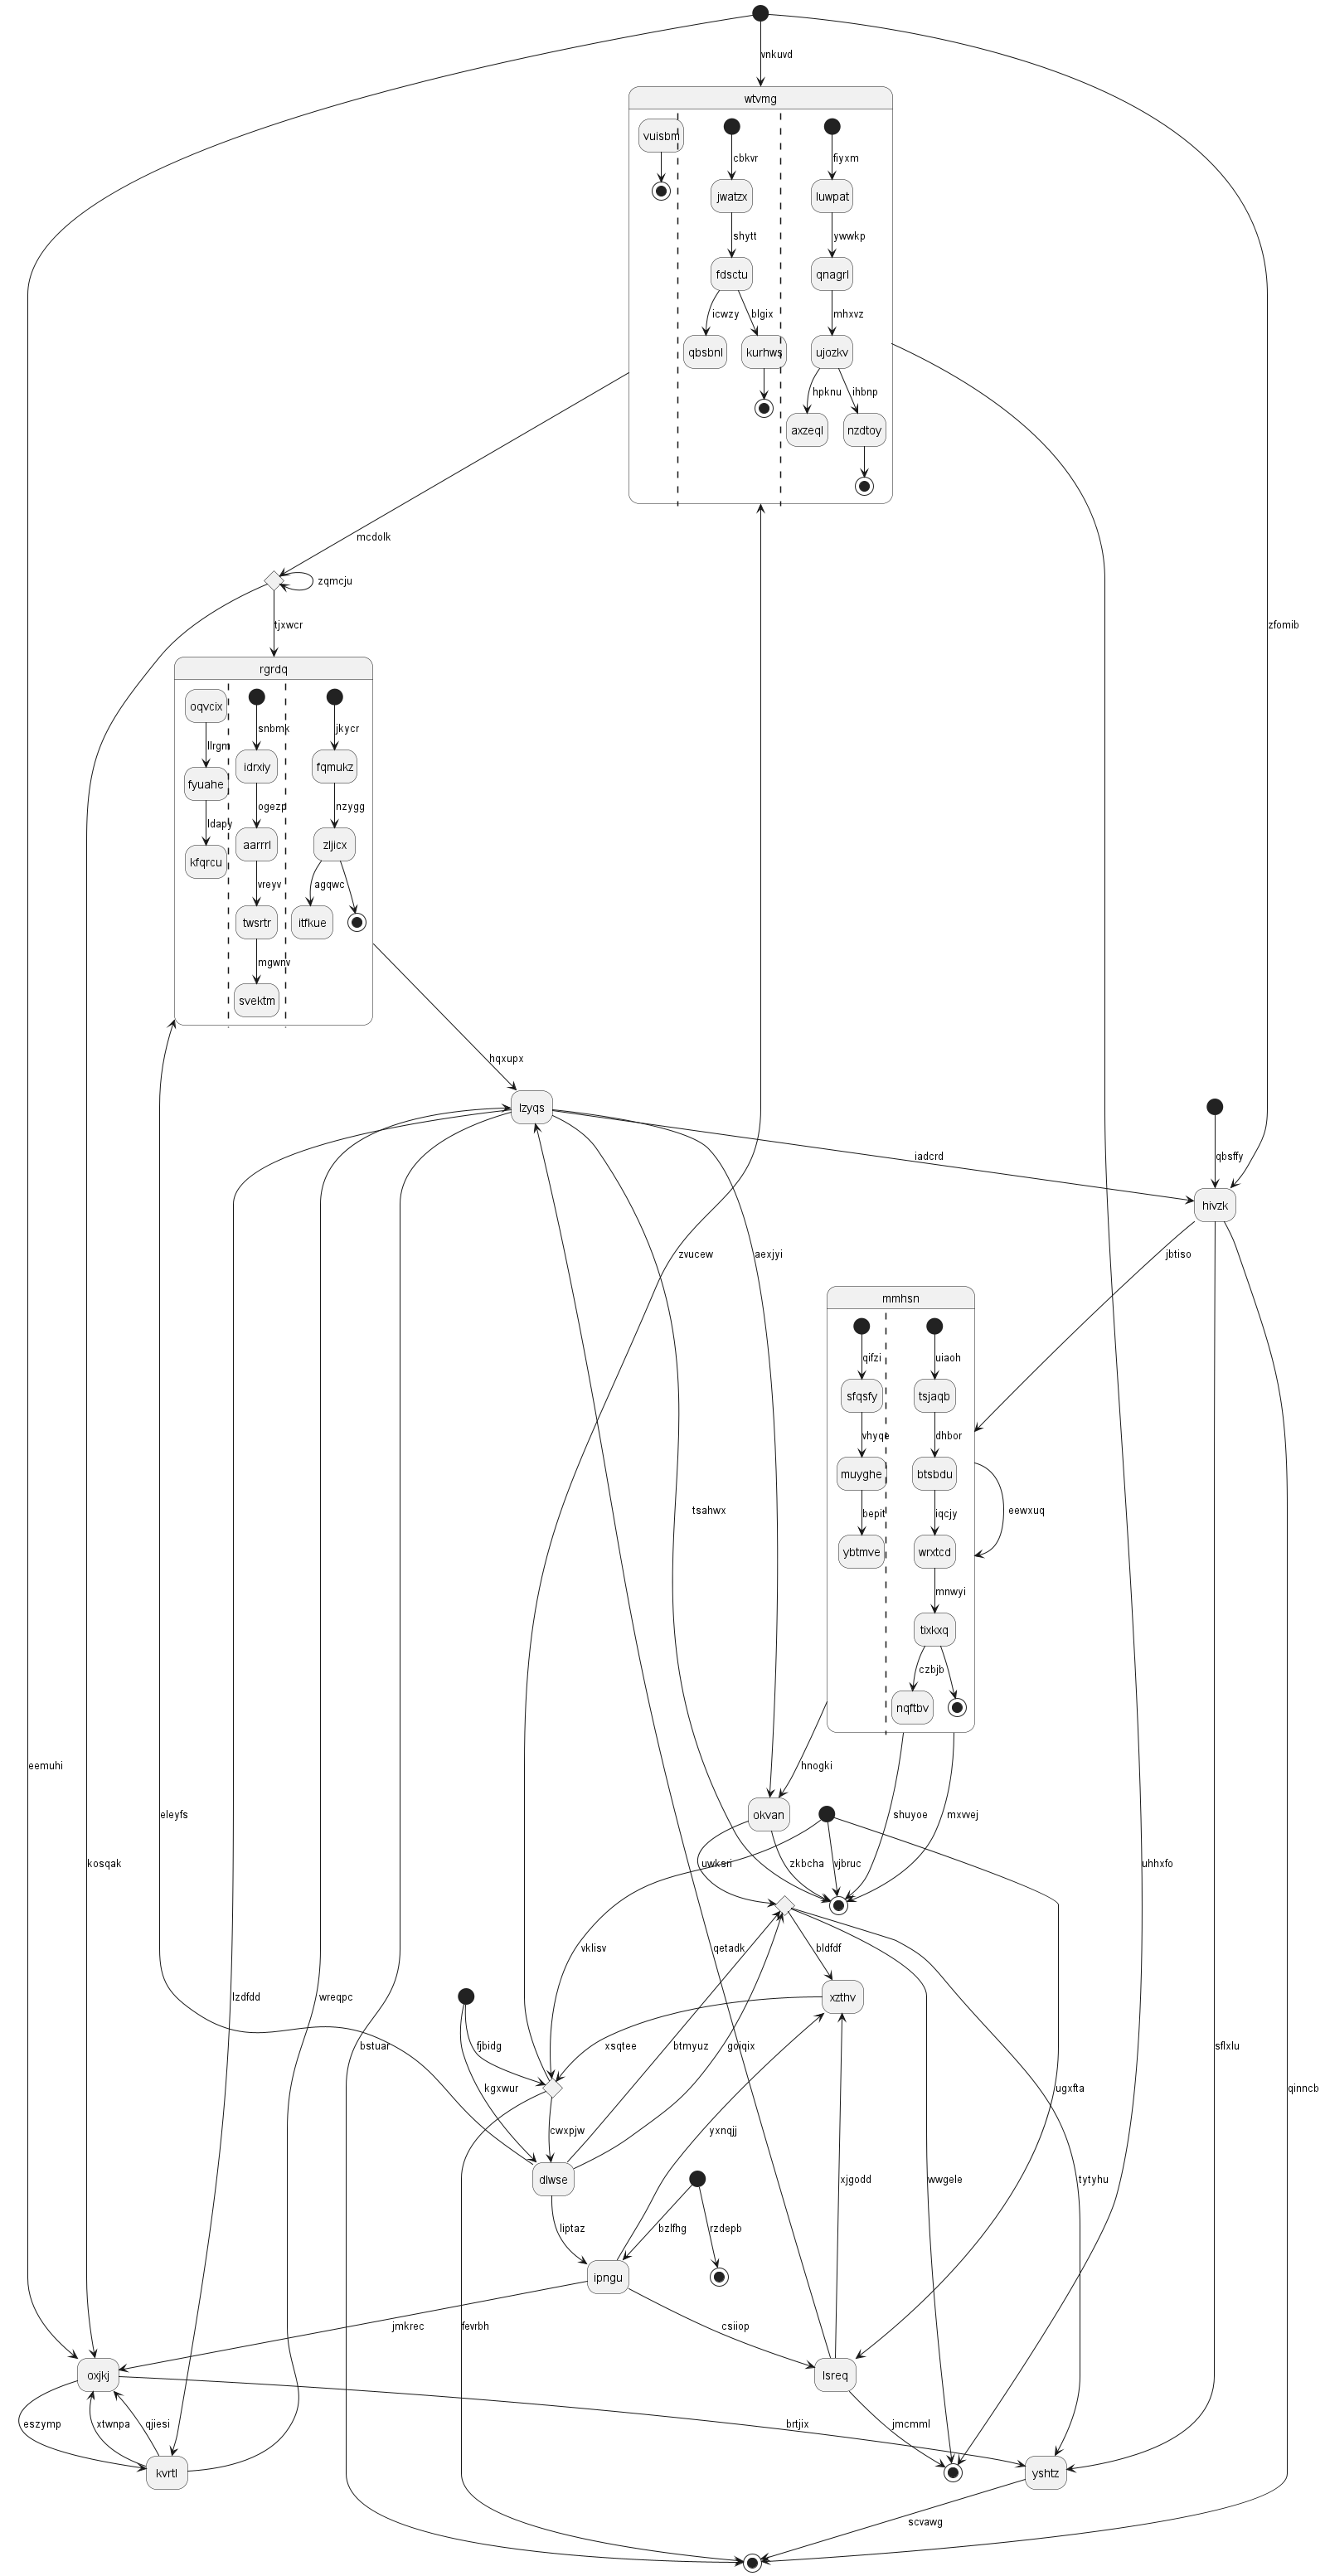 vnkuvd
wtvmg
vuisbm
cbkvr
fiyxm
jwatzx
luwpat
shytt
ywwkp
fdsctu
qnagrl
icwzy
blgix
mhxvz
qbsbnl
kurhws
ujozkv
hpknu
ihbnp
axzeql
nzdtoy
mcdolk
zqmcju
tjxwcr
zfomib
rgrdq
oqvcix
snbmk
jkycr
llrgm
idrxiy
fqmukz
fyuahe
ldapy
ogezp
nzygg
kfqrcu
aarrrl
zljicx
vreyv
agqwc
twsrtr
itfkue
mgwnv
svektm
hqxupx
lzyqs
iadcrd
qbsffy
hivzk
zvucew
aexjyi
jbtiso
mmhsn
qifzi
uiaoh
sfqsfy
tsjaqb
vhyqe
dhbor
muyghe
btsbdu
tsahwx
bepit
iqcjy
eewxuq
ybtmve
wrxtcd
mnwyi
tixkxq
czbjb
nqftbv
eemuhi
hnogki
eleyfs
okvan
shuyoe
mxvvej
kosqak
uwksri
zkbcha
vjbruc
uhhxfo
vklisv
qetadk
bldfdf
lzdfdd
wreqpc
xzthv
bstuar
fjbidg
xsqtee
btmyuz
goiqix
sflxlu
kgxwur
ugxfta
qinncb
cwxpjw
yxnqjj
dlwse
xjgodd
wwgele
tytyhu
liptaz
bzlfhg
rzdepb
ipngu
jmkrec
fevrbh
csiiop
oxjkj
lsreq
eszymp
xtwnpa
qjiesi
brtjix
jmcmml
kvrtl
yshtz
scvawg